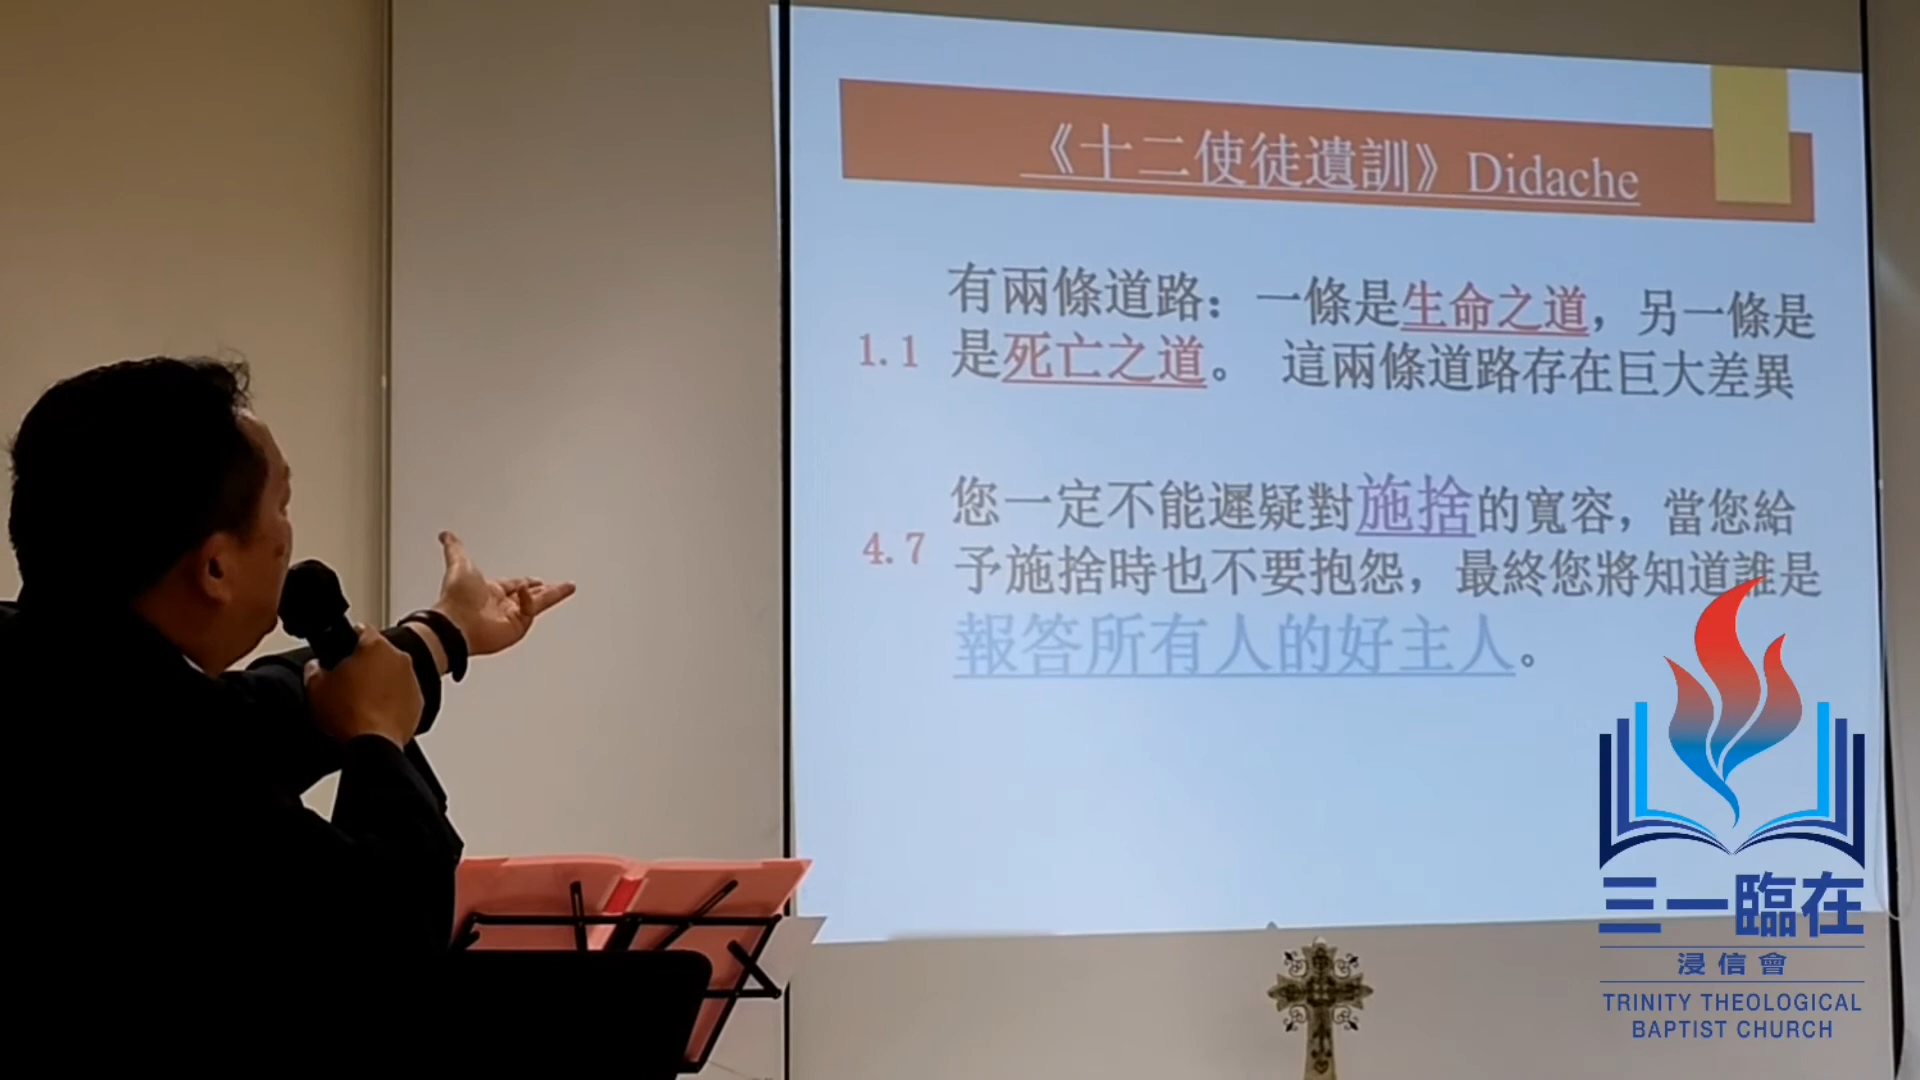 《十二使徒遺訓》Didache
有兩條道路：一條是生命之道，另一條是
1.1 是死亡之道。 這兩條道路存在巨大差異
您一定不能遲疑對施捨的寬容，當您給
4.7 予施捨時也不要抱怨，最終您將知道誰是
報答所有人的好主人。
三一臨在
浸信會
TRINITY THEOLOGICAL
BAPTIST CHURCH